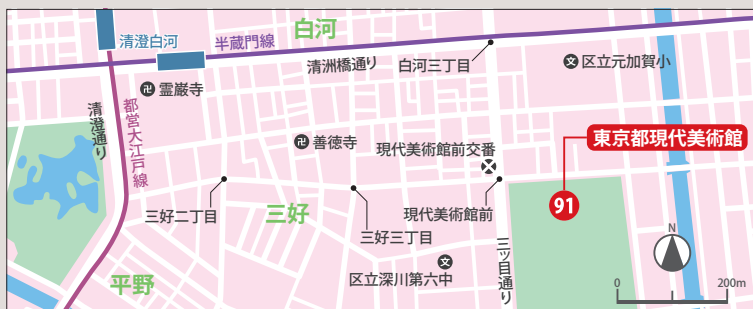 白河
清澄白河
半蔵門線
清洲橋通り
白河三丁目
文
区立元加賀小
卍
霊巌寺
清澄通り
都営大江戸線
卍
善徳寺
現代美術館前交番
東京都現代美術館
91
三好二丁目
三好
現代美術館前
三好三丁目
三ツ目通り
文
区立深川第六中
平野
N
0
200m